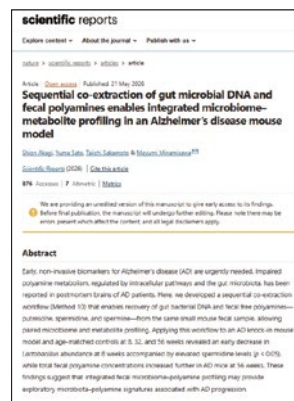 scientific reports
Explore content About the journal Publish with us
nature > scientific reports > articles > article
Article Open access Published: 21 May 2026
Sequential co-extraction of gut microbial DNA and
fecal polyamines enables integrated microbiome–
metabolite profiling in an Alzheimer's disease mouse
model
Shion Akagi, Yuma Sato, Taiichi Sakamoto & Mayumi
Scientific Reports (2026) Cite this article
876 Accesses 7 Altmetric Metrics
We are providing an unedited version of this manuscript to give early access to its findings.
Before final publication, the manuscript will undergo further editing. Please note there may be
errors present which affect the content, and all legal disclaimers apply.
Abstract
Early, non-invasive biomarkers for Alzheimer's disease (AD) are urgently needed. Impaired
polyamine metabolism, regulated by intracellular pathways and the gut microbiota, has been
reported in postmortem brains of AD patients. Here, we developed a sequential co-extraction
workflow (Method 10) that enables recovery of gut bacterial DNA and fecal free polyamines—
putrescine, spermidine, and spermine—from the same small mouse fecal sample, allowing
paired microbiome and metabolite profiling. Applying this workflow to an AD knock-in mouse
model and age-matched controls at 8, 32, and 56 weeks revealed an early decrease in
Lactobacillus abundance at 8 weeks accompanied by elevated spermidine levels (p < 0.05),
while total fecal polyamine concentrations increased further in AD mice at 56 weeks. These
findings suggest that integrated fecal microbiome–polyamine profiling may provide
exploratory microbiota–polyamine signatures associated with AD progression.